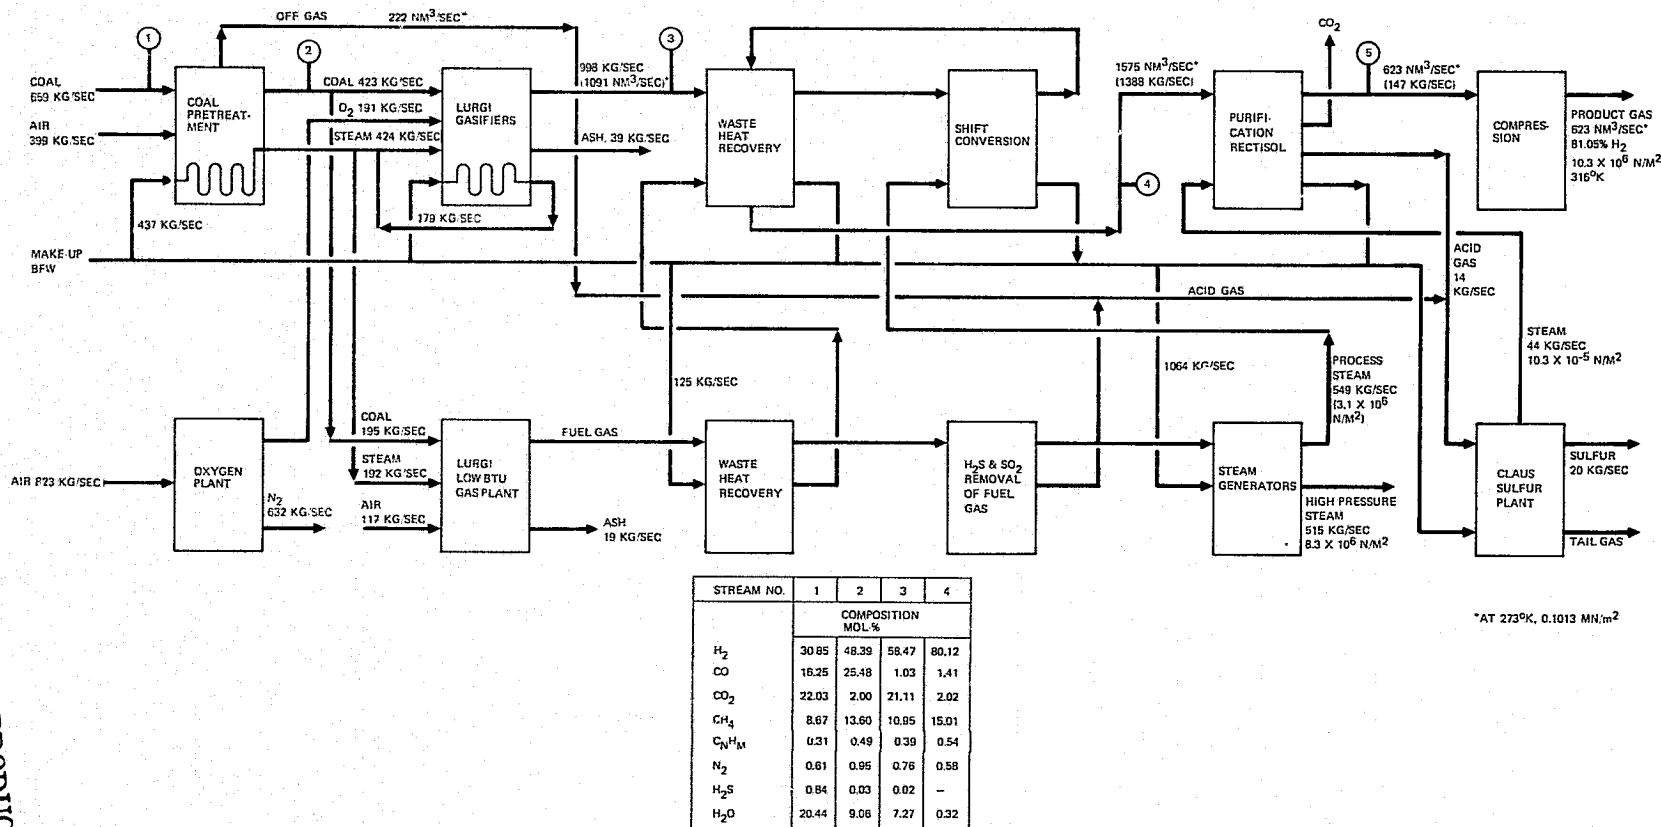 OFF GAS 222 NM3/SEC*
1
2
3
COAL
659 KG/SEC
AIR
399 KG/SEC
COAL
PRETREAT-
MENT
COAL 423 KG/SEC
O2 191 KG/SEC
STEAM 424 KG/SEC
LURGI
GASIFIERS
998 KG/SEC
(1091 NM3/SEC)*
ASH, 39 KG/SEC
179 KG/SEC
437 KG/SEC
MAKE-UP
BFW
WASTE
HEAT
RECOVERY
SHIFT
CONVERSION
1575 NM3/SEC*
(1388 KG/SEC)
4
CO2
5
PURIFI-
CATION
RECTISOL
623 NM3/SEC*
(147 KG/SEC)
COMPRES-
SION
PRODUCT GAS
623 NM3/SEC*
81.05% H2
10.3 X 10^6 N/M2
316°K
ACID
GAS
14
KG/SEC
ACID GAS
STEAM
44 KG/SEC
10.3 X 10^-5 N/M2
125 KG/SEC
1064 KG/SEC
PROCESS
STEAM
549 KG/SEC
(3.1 X 10^6
N/M2)
AIR 823 KG/SEC
OXYGEN
PLANT
N2
632 KG/SEC
COAL
195 KG/SEC
STEAM
192 KG/SEC
AIR
117 KG/SEC
LURGI
LOW BTU
GAS PLANT
FUEL GAS
ASH
19 KG/SEC
WASTE
HEAT
RECOVERY
H2S & SO2
REMOVAL
OF FUEL
GAS
STEAM
GENERATORS
HIGH PRESSURE
STEAM
515 KG/SEC
8.3 X 10^6 N/M2
CLAUS
SULFUR
PLANT
SULFUR
20 KG/SEC
TAIL GAS
STREAM NO. 1 2 3 4
COMPOSITION
MOL-%
H2 30.85 48.39 58.47 80.12
CO 16.25 25.48 1.03 1.41
CO2 22.03 2.00 21.11 2.02
CH4 8.67 13.60 10.95 15.01
CNHM 0.31 0.49 0.39 0.54
N2 0.61 0.95 0.76 0.58
H2S 0.84 0.03 0.02 –
H2O 20.44 9.06 7.27 0.32
*AT 273°K, 0.1013 MN/m2